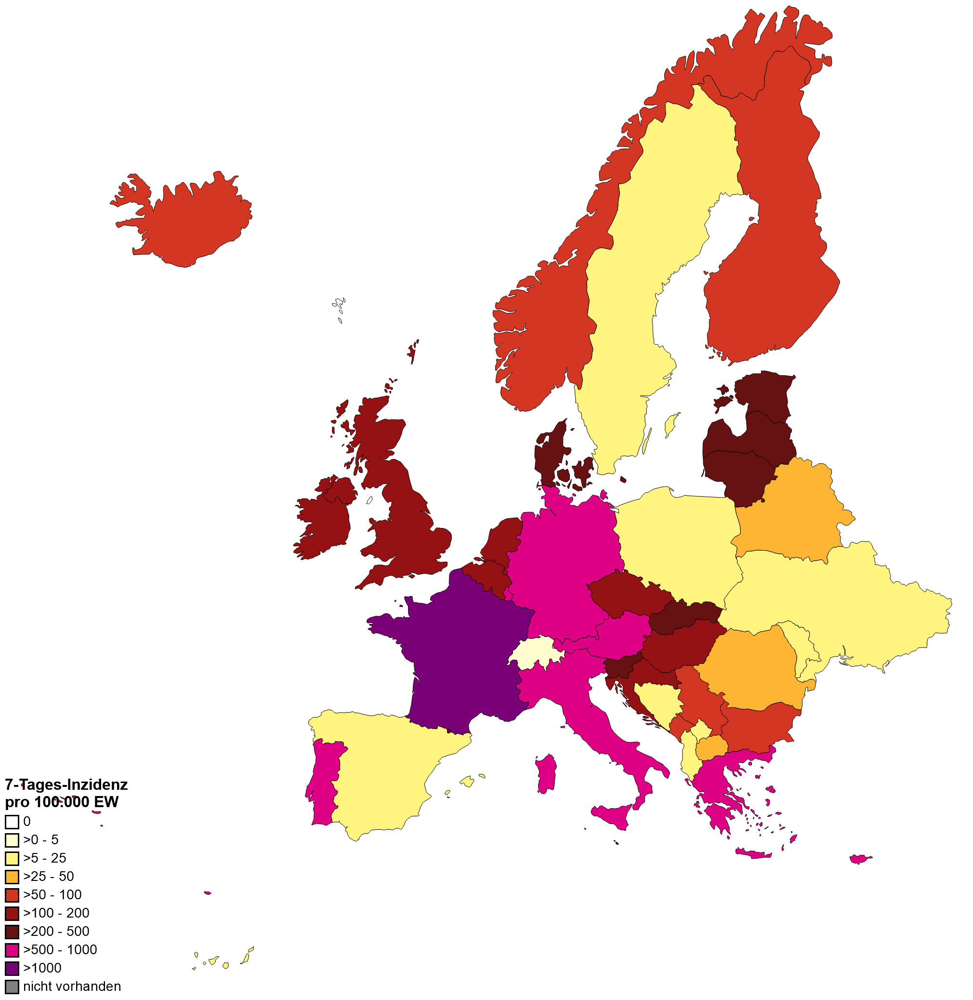 7-Tages-Inzidenz
pro 100.000 EW
0
>0 - 5
>5 - 25
>25 - 50
>50 - 100
>100 - 200
>200 - 500
>500 - 1000
>1000
nicht vorhanden